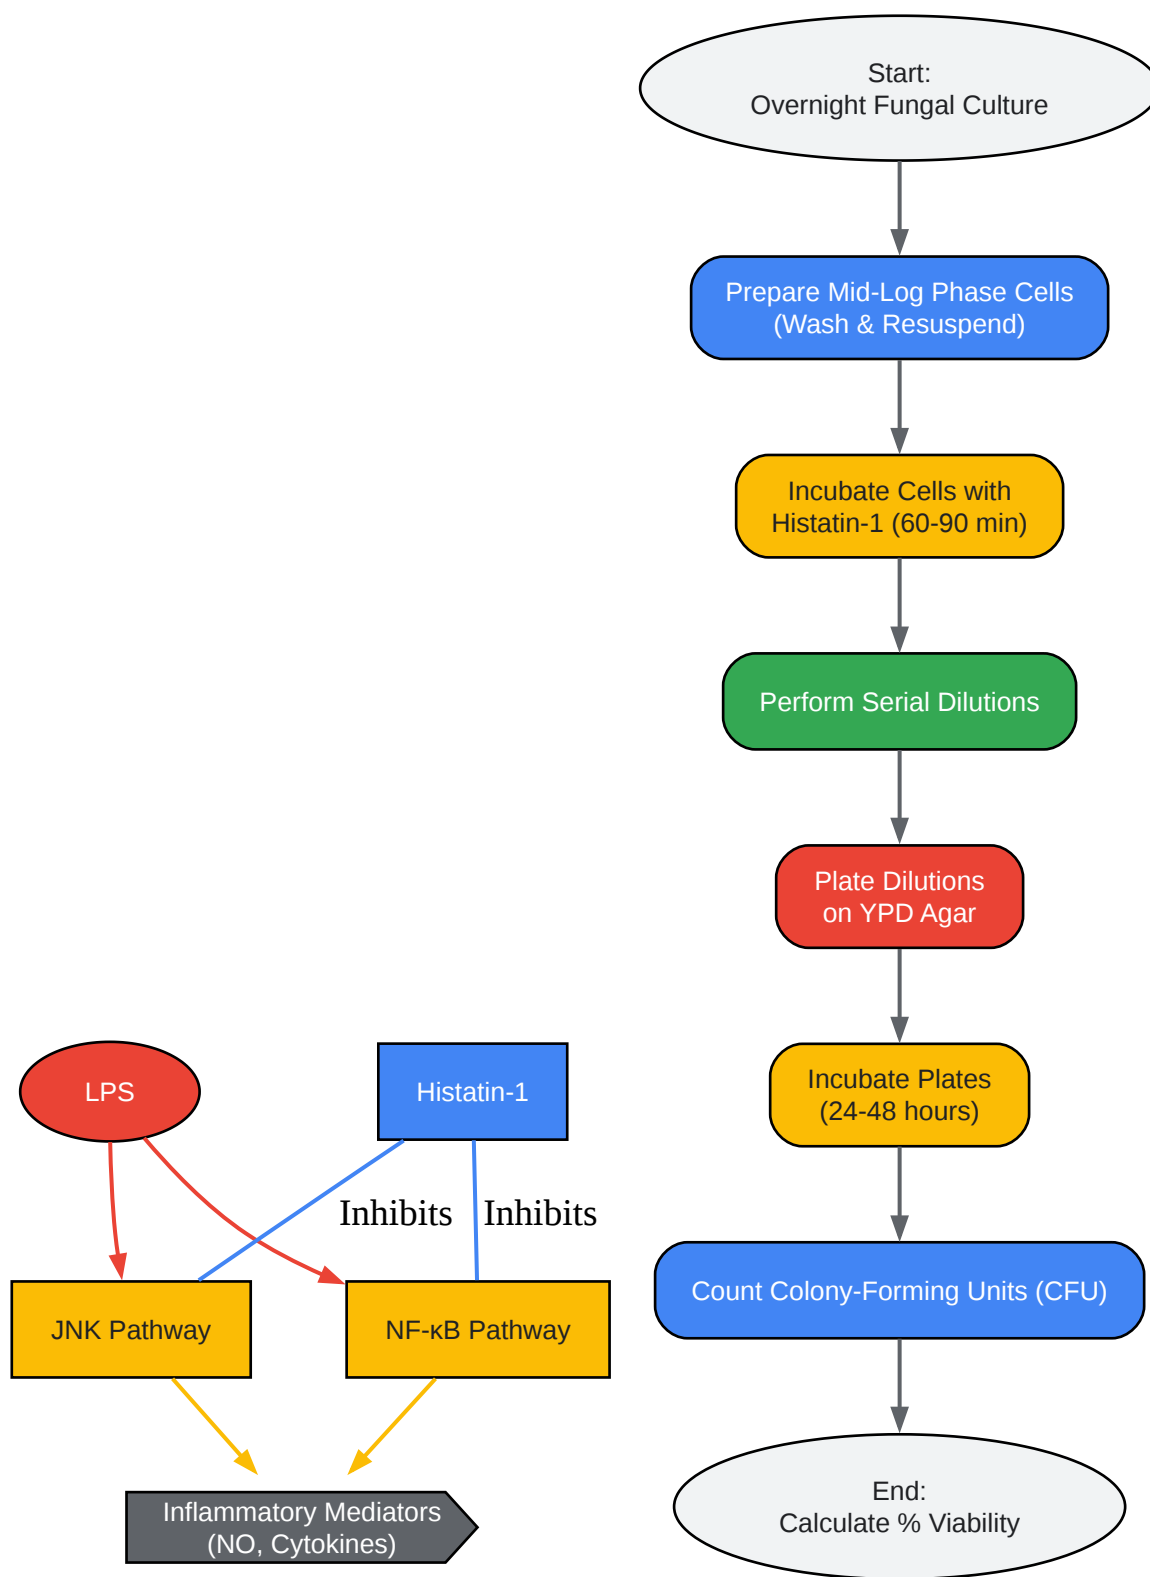 Start:
Overnight Fungal Culture
Prepare Mid-Log Phase Cells
(Wash & Resuspend)
Incubate Cells with
Histatin-1 (60-90 min)
Perform Serial Dilutions
Plate Dilutions
on YPD Agar
Incubate Plates
(24-48 hours)
Count Colony-Forming Units (CFU)
End:
Calculate % Viability
LPS
Histatin-1
Inhibits
Inhibits
JNK Pathway
NF-κB Pathway
Inflammatory Mediators
(NO, Cytokines)